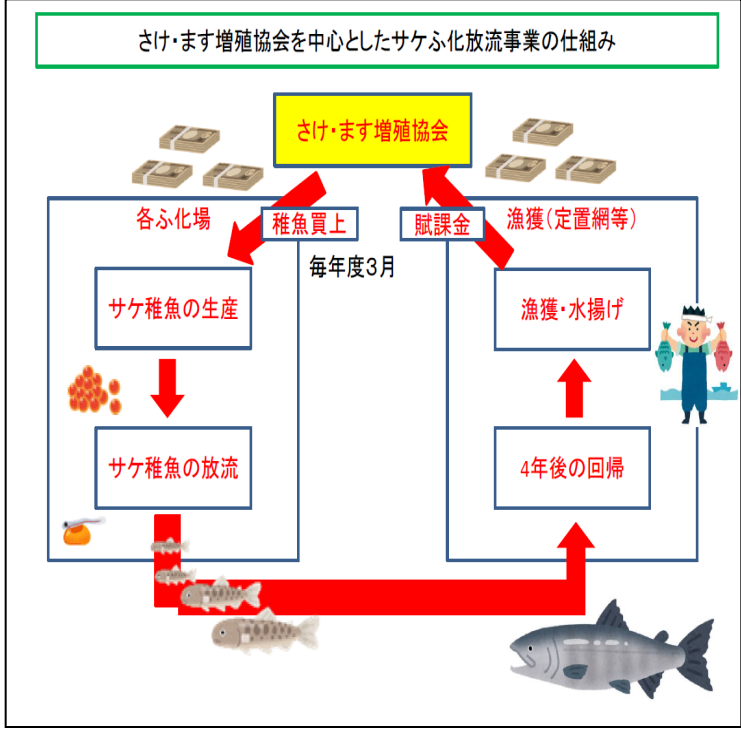 さけ・ます増殖協会を中心としたサケふ化放流事業の仕組み
さけ・ます増殖協会
各ふ化場
稚魚買上
賦課金
漁獲（定置網等）
毎年度3月
サケ稚魚の生産
漁獲・水揚げ
サケ稚魚の放流
4年後の回帰